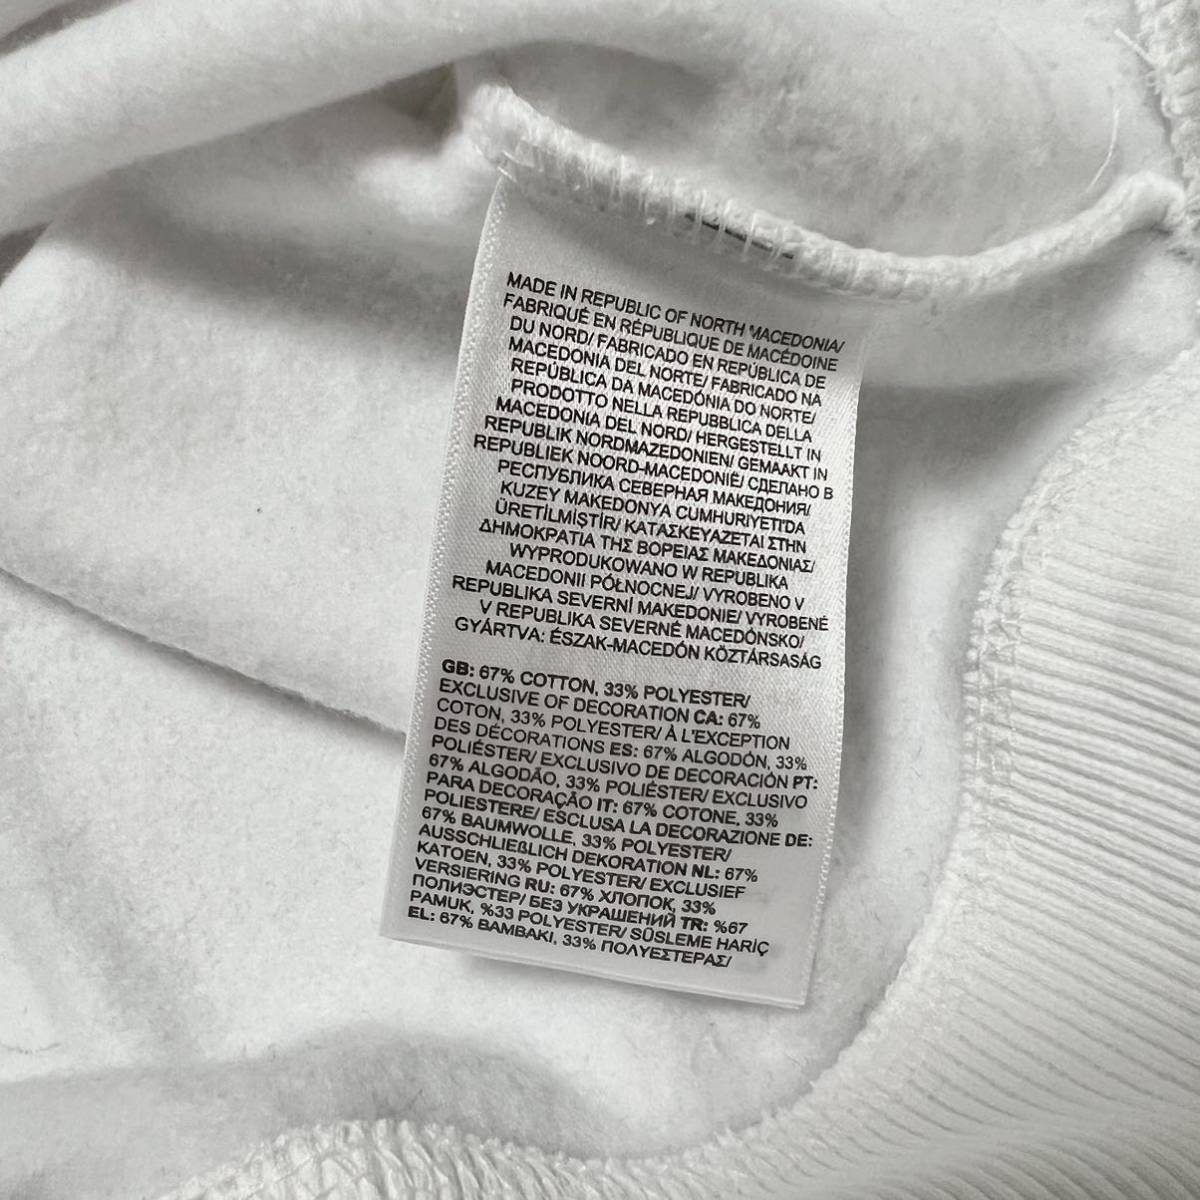 MADE IN REPUBLIC OF NORTH MACEDONIA/
FABRIQUÉ EN RÉPUBLIQUE DE MACÉDOINE
DU NORD/ FABRICADO EN REPÚBLICA DE
MACEDONIA DEL NORTE/ FABRICADO NA
REPÚBLICA DA MACEDÓNIA DO NORTE/
PRODOTTO NELLA REPUBBLICA DELLA
MACEDONIA DEL NORD/ HERGESTELLT IN
REPUBLIK NORDMAZEDONIEN/ GEMAAKT IN
REPUBLIEK NOORD-MACEDONIË/ СДЕЛАНО В
РЕСПУБЛИКА СЕВЕРНАЯ МАКЕДОНИЯ/
KUZEY MAKEDONYA CUMHURIYETI'DA
ÜRETİLMİŞTİR/ ΚΑΤΑΣΚΕΥΑΖΕΤΑΙ ΣΤΗΝ
ΔΗΜΟΚΡΑΤΙΑ ΤΗΣ ΒΟΡΕΙΑΣ ΜΑΚΕΔΟΝΙΑΣ/
WYPRODUKOWANO W REPUBLIKA
MACEDONII PÓŁNOCNEJ/ VYROBENO V
REPUBLIKA SEVERNÍ MAKEDONIE/ VYROBENÉ
V REPUBLIKA SEVERNÉ MACEDÓNSKO/
GYÁRTVA: ÉSZAK-MACEDÓN KÖZTÁRSASÁG
GB: 67% COTTON, 33% POLYESTER/
EXCLUSIVE OF DECORATION CA: 67%
COTON, 33% POLYESTER/ À L'EXCEPTION
DES DÉCORATIONS ES: 67% ALGODÓN, 33%
POLIÉSTER/ EXCLUSIVO DE DECORACIÓN PT:
67% ALGODÃO, 33% POLIÉSTER/ EXCLUSIVO
PARA DECORAÇÃO IT: 67% COTONE, 33%
POLIESTERE/ ESCLUSA LA DECORAZIONE DE:
67% BAUMWOLLE, 33% POLYESTER/
AUSSCHLIEßLICH DEKORATION NL: 67%
KATOEN, 33% POLYESTER/ EXCLUSIEF
VERSIERING RU: 67% ХЛОПОК, 33%
ПОЛИЭСТЕР/ БЕЗ УКРАШЕНИЙ TR: %67
PAMUK, %33 POLYESTER/ SÜSLEME HARİÇ
EL: 67% ΒΑΜΒΑΚΙ, 33% ΠΟΛΥΕΣΤΕΡΑΣ/